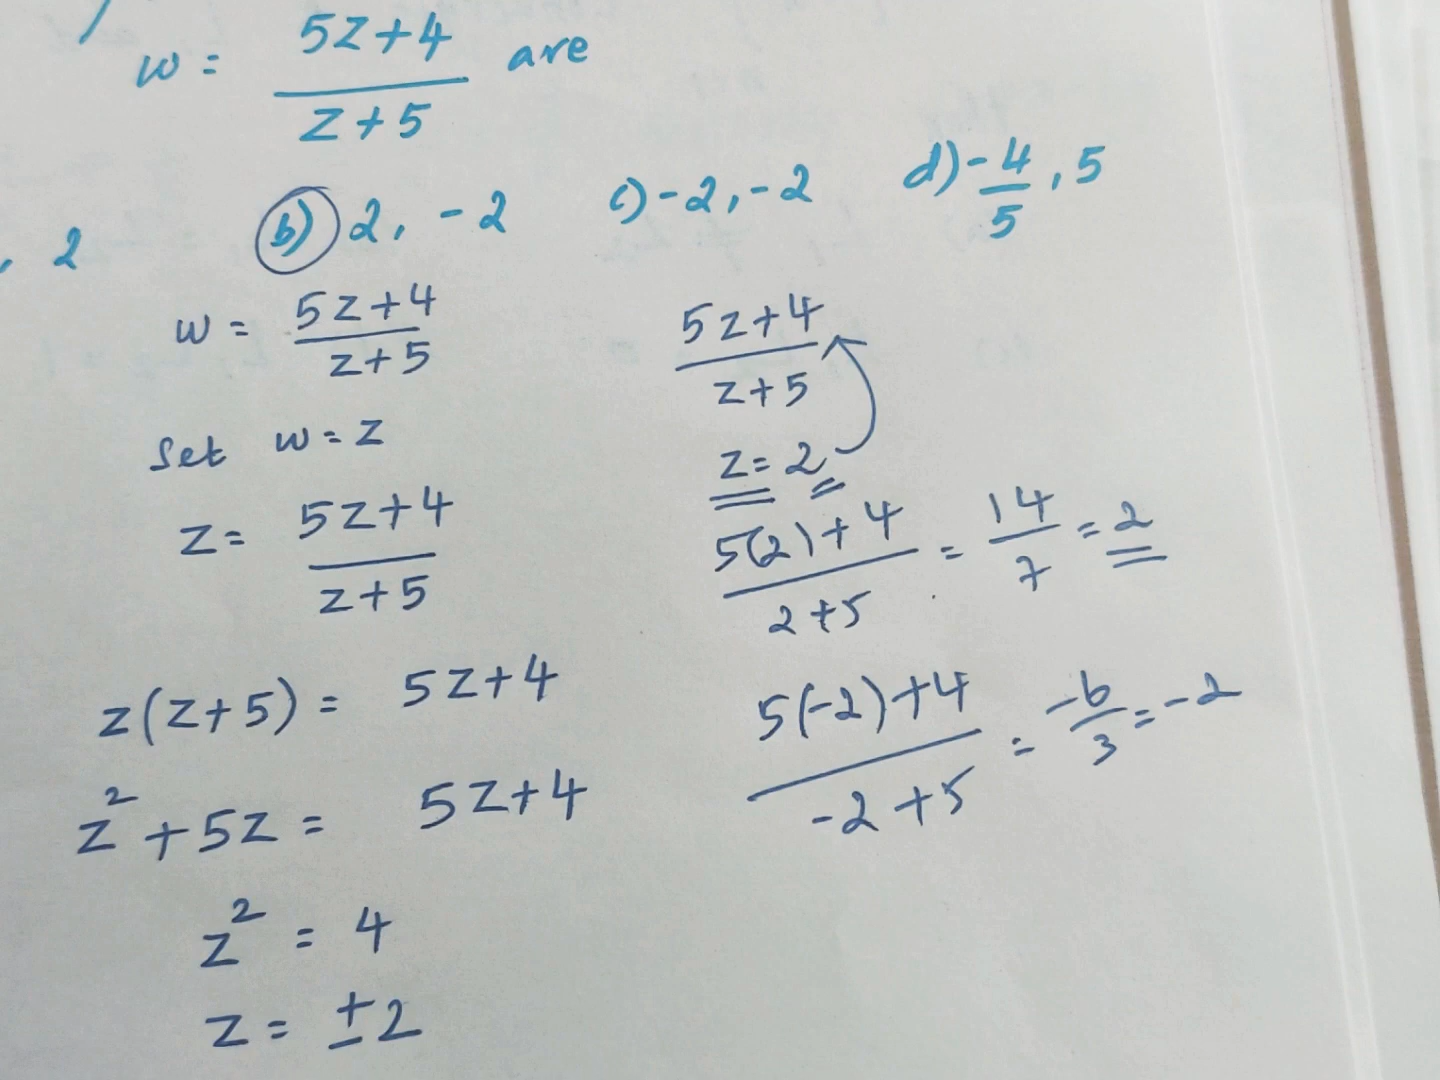 w = (5z+4)/(z+5) are
, 2 b) 2, -2 c) -2, -2 d) -4/5, 5
w = (5z+4)/(z+5)
Set w = z
z = (5z+4)/(z+5)
z(z+5) = 5z+4
z² + 5z = 5z+4
z² = 4
z = ±2
(5z+4)/(z+5)
z = 2
(5(2)+4)/(2+5) = 14/7 = 2
(5(-2)+4)/(-2+5) = -6/3 = -2